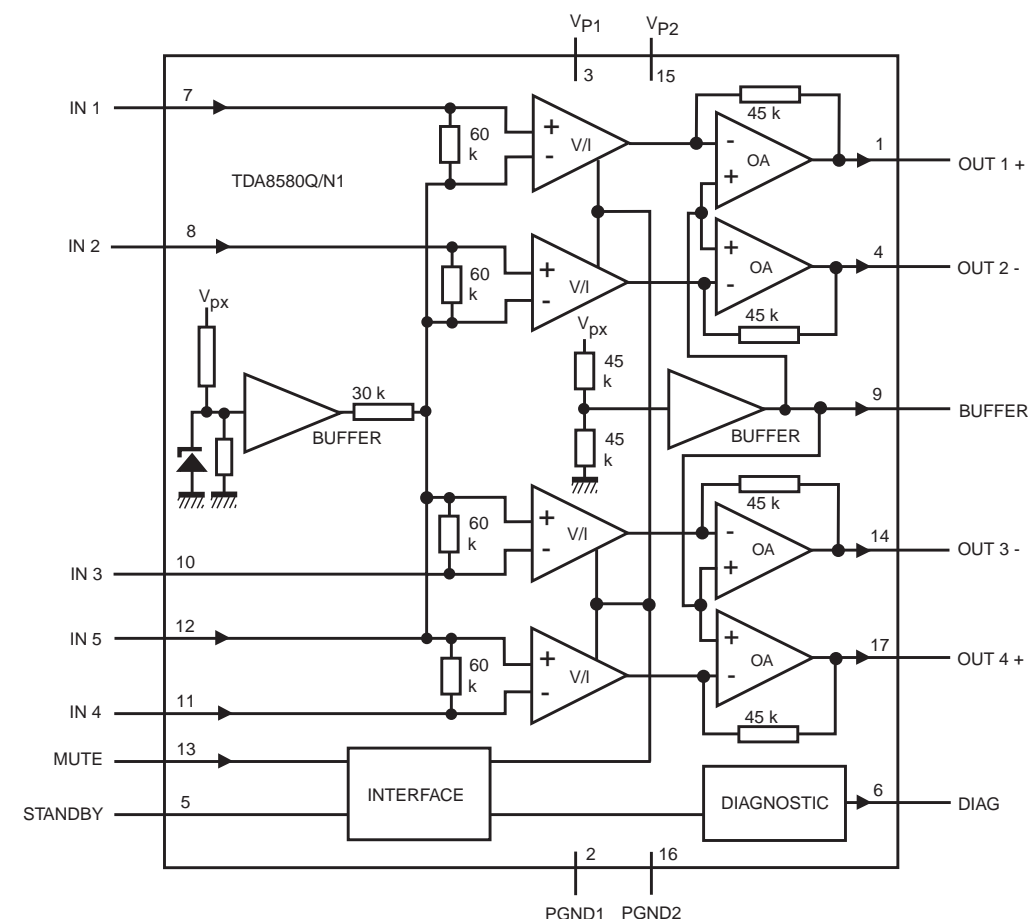 VP1
VP2
3
15
IN 1
7
60
k
+
-
V/I
45 k
-
+
OA
1
OUT 1 +
TDA8580Q/N1
IN 2
8
60
k
+
-
V/I
+
-
OA
45 k
4
OUT 2 -
Vpx
30 k
BUFFER
Vpx
45
k
45
k
BUFFER
9
BUFFER
60
k
+
-
V/I
45 k
-
+
OA
14
OUT 3 -
IN 3
10
IN 5
12
60
k
+
-
V/I
+
-
OA
45 k
17
OUT 4 +
IN 4
11
MUTE
13
STANDBY
5
INTERFACE
DIAGNOSTIC
6
DIAG
2
16
PGND1
PGND2